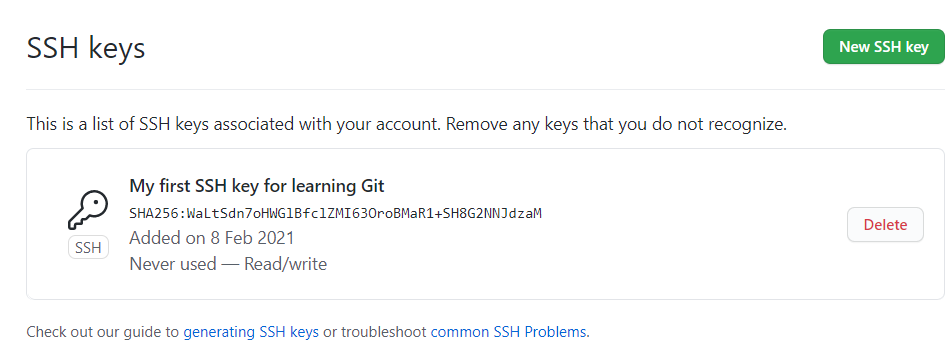 SSH keys
New SSH key
This is a list of SSH keys associated with your account. Remove any keys that you do not recognize.
My first SSH key for learning Git
SHA256:WaLtSdn7oHWGlBfclZMI63OroBMaR1+SH8G2NNJdzaM
Added on 8 Feb 2021
Never used — Read/write
SSH
Delete
Check out our guide to generating SSH keys or troubleshoot common SSH Problems.